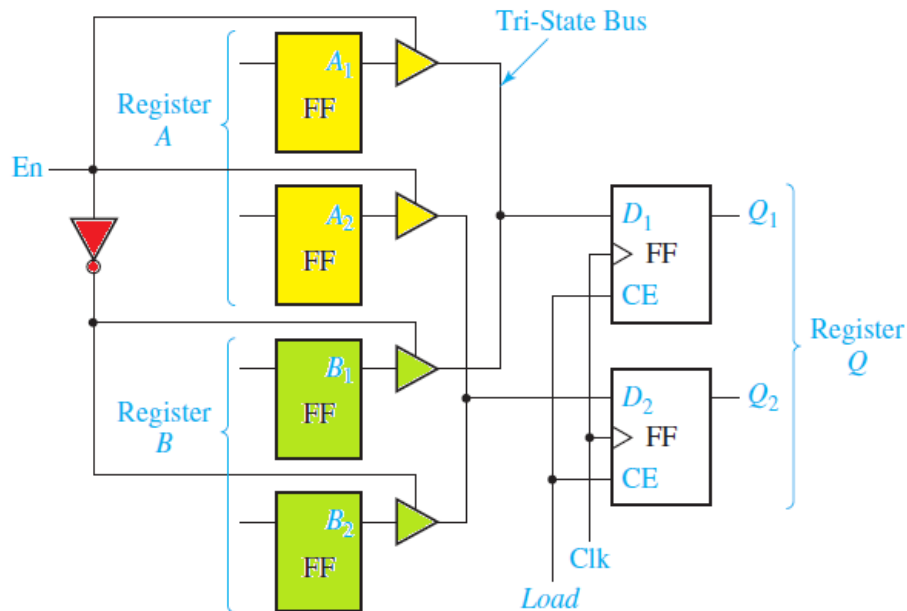 Tri-State Bus
A1
FF
Register
A
En
A2
FF
D1
FF
CE
Q1
B1
FF
Register
B
Register
Q
D2
FF
CE
Q2
B2
FF
Clk
Load